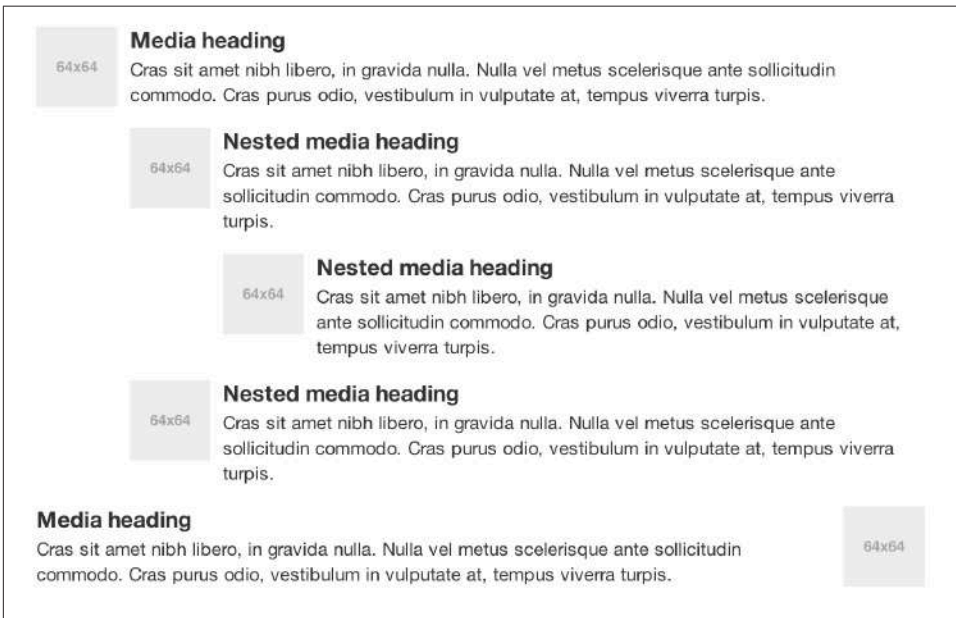 64x64
Media heading
Cras sit amet nibh libero, in gravida nulla. Nulla vel metus scelerisque ante sollicitudin
commodo. Cras purus odio, vestibulum in vulputate at, tempus viverra turpis.
64x64
Nested media heading
Cras sit amet nibh libero, in gravida nulla. Nulla vel metus scelerisque ante
sollicitudin commodo. Cras purus odio, vestibulum in vulputate at, tempus viverra
turpis.
64x64
Nested media heading
Cras sit amet nibh libero, in gravida nulla. Nulla vel metus scelerisque
ante sollicitudin commodo. Cras purus odio, vestibulum in vulputate at,
tempus viverra turpis.
64x64
Nested media heading
Cras sit amet nibh libero, in gravida nulla. Nulla vel metus scelerisque ante
sollicitudin commodo. Cras purus odio, vestibulum in vulputate at, tempus viverra
turpis.
Media heading
Cras sit amet nibh libero, in gravida nulla. Nulla vel metus scelerisque ante sollicitudin
commodo. Cras purus odio, vestibulum in vulputate at, tempus viverra turpis.
64x64